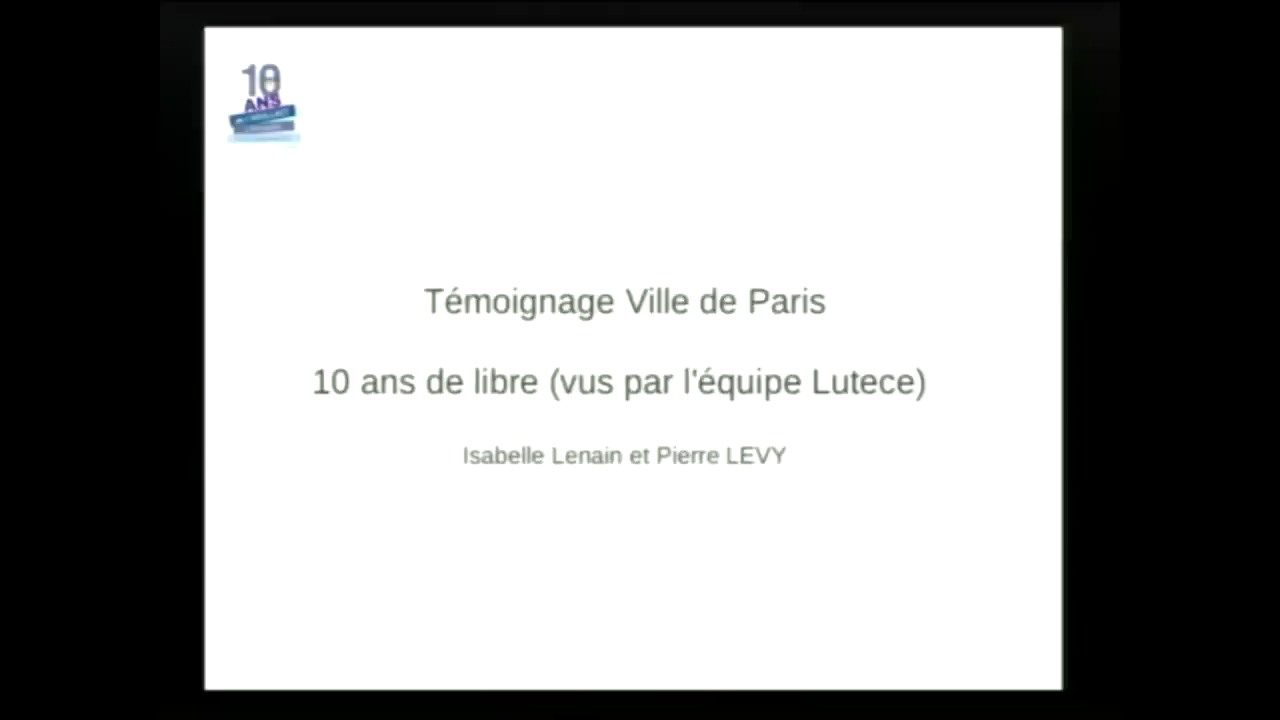 10
ANS
Témoignage Ville de Paris
10 ans de libre (vus par l'équipe Lutece)
Isabelle Lenain et Pierre LEVY